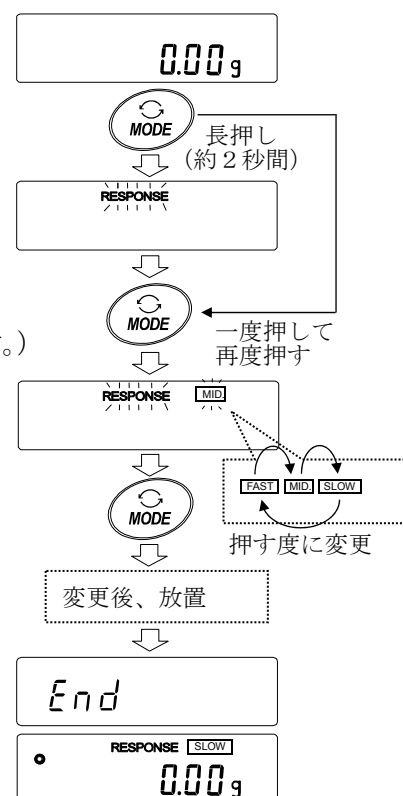 0.00 g
MODE
長押し
(約２秒間)
RESPONSE
MODE
一度押して
再度押す
。)
RESPONSE MID
FAST MID SLOW
MODE
押す度に変更
変更後、放置
End
RESPONSE SLOW
0.00 g